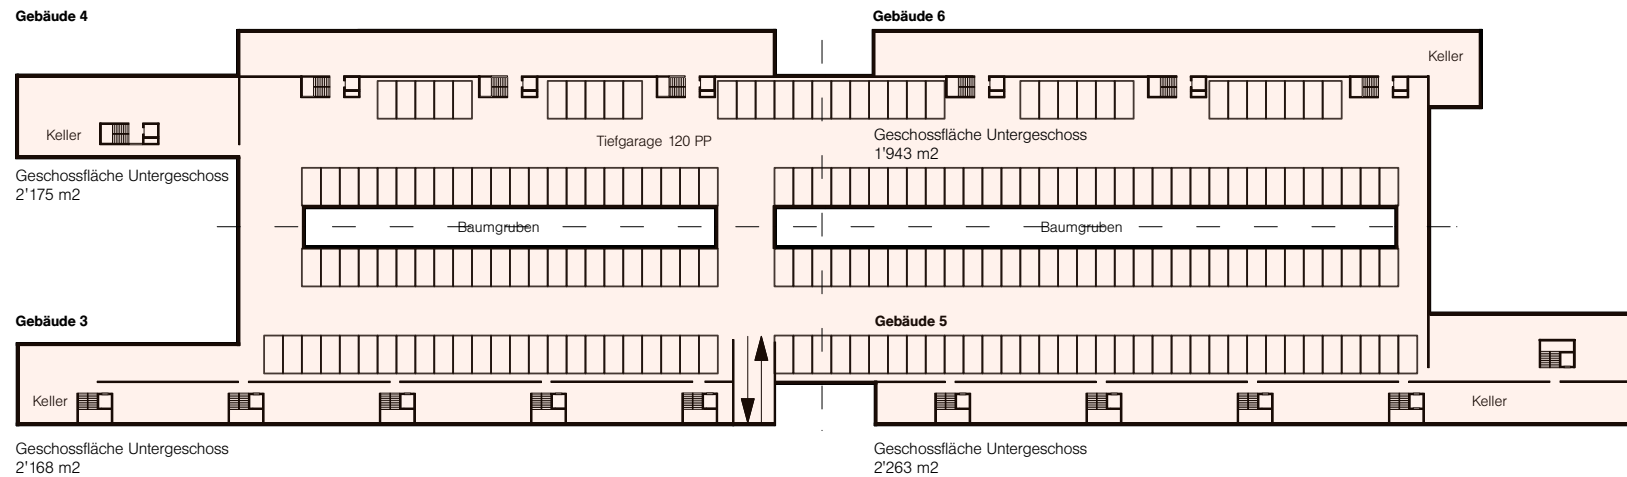 Gebäude 4
Gebäude 6
Keller
Keller
Tiefgarage 120 PP
Geschossfläche Untergeschoss
1'943 m2
Geschossfläche Untergeschoss
2'175 m2
Baumgruben
Baumgruben
Gebäude 3
Gebäude 5
Keller
Keller
Geschossfläche Untergeschoss
2'168 m2
Geschossfläche Untergeschoss
2'263 m2